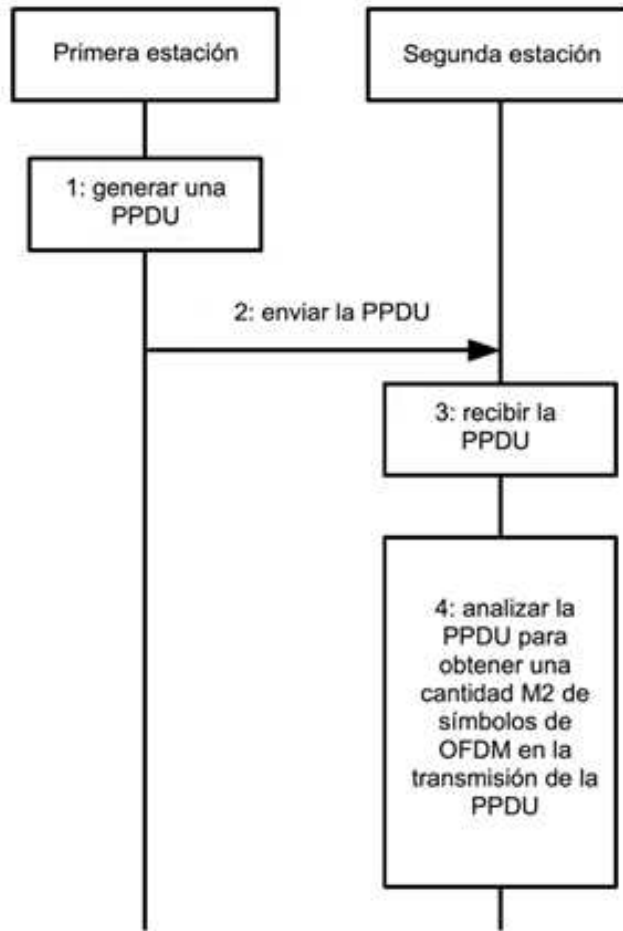 Primera estación
Segunda estación
1: generar una
PPDU
2: enviar la PPDU
3: recibir la
PPDU
4: analizar la
PPDU para
obtener una
cantidad M2 de
símbolos de
OFDM en la
transmisión de la
PPDU